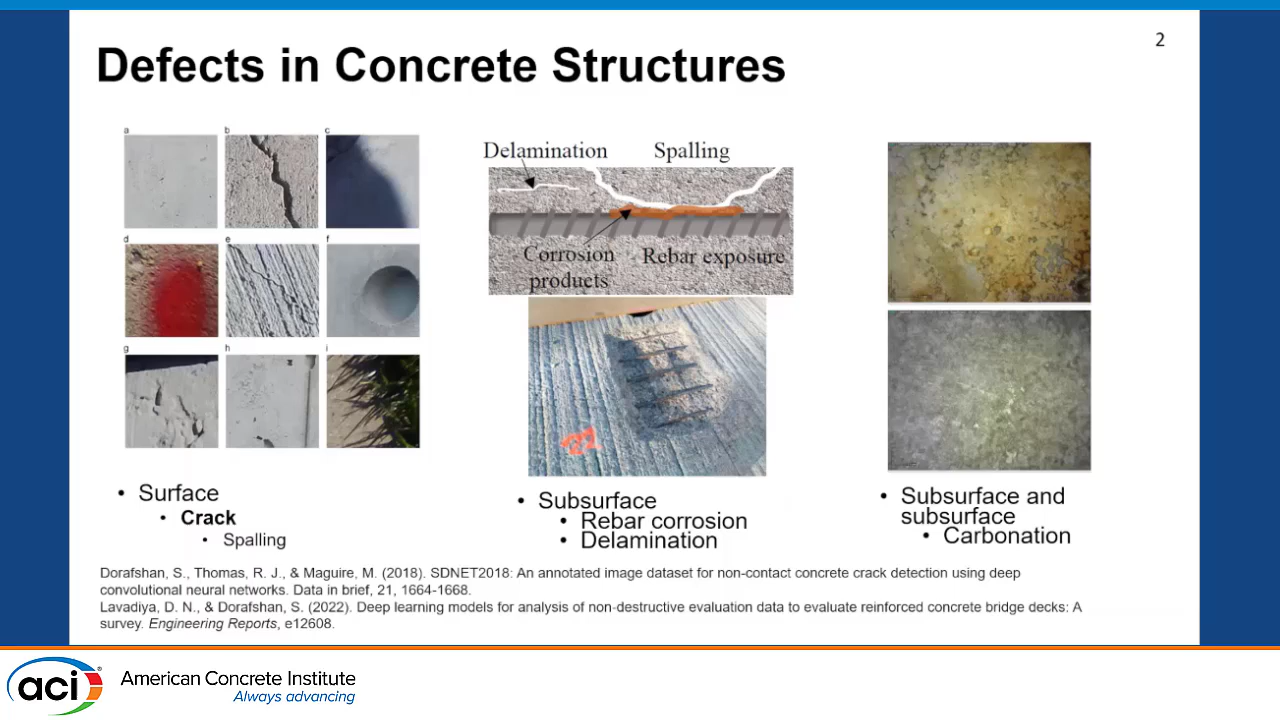 2
Defects in Concrete Structures
a
b
c
d
e
f
g
h
i
Delamination
Spalling
Corrosion
products
Rebar exposure
• Surface
• Crack
• Spalling
• Subsurface
• Rebar corrosion
• Delamination
• Subsurface and
subsurface
• Carbonation
Dorafshan, S., Thomas, R. J., & Maguire, M. (2018). SDNET2018: An annotated image dataset for non-contact concrete crack detection using deep
convolutional neural networks. Data in brief, 21, 1664-1668.
Lavadiya, D. N., & Dorafshan, S. (2022). Deep learning models for analysis of non-destructive evaluation data to evaluate reinforced concrete bridge decks: A
survey. Engineering Reports, e12608.
aci®
American Concrete Institute
Always advancing